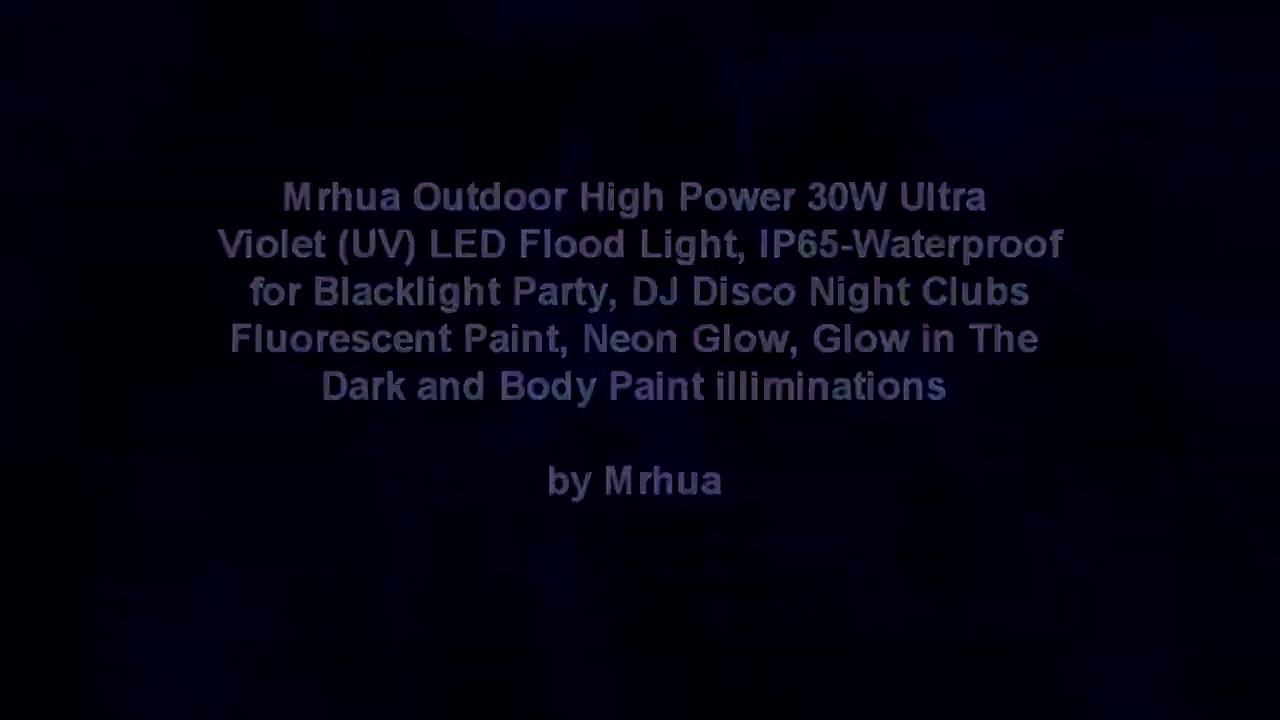 Mrhua Outdoor High Power 30W Ultra
Violet (UV) LED Flood Light, IP65-Waterproof
for Blacklight Party, DJ Disco Night Clubs
Fluorescent Paint, Neon Glow, Glow in The
Dark and Body Paint illiminations
by Mrhua